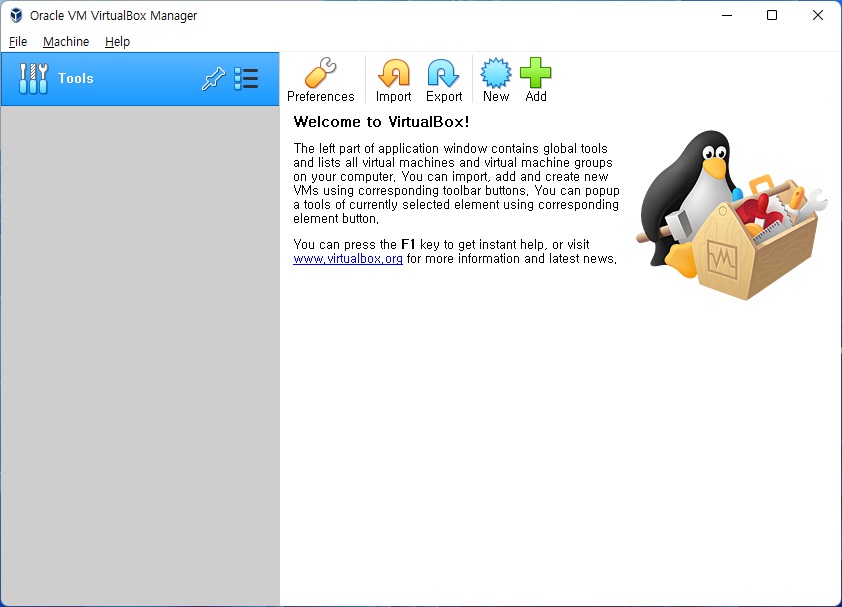 Oracle VM VirtualBox Manager
File Machine Help
Tools
Preferences Import Export New Add
Welcome to VirtualBox!
The left part of application window contains global tools
and lists all virtual machines and virtual machine groups
on your computer. You can import, add and create new
VMs using corresponding toolbar buttons. You can popup
a tools of currently selected element using corresponding
element button.
You can press the F1 key to get instant help, or visit
www.virtualbox.org for more information and latest news.